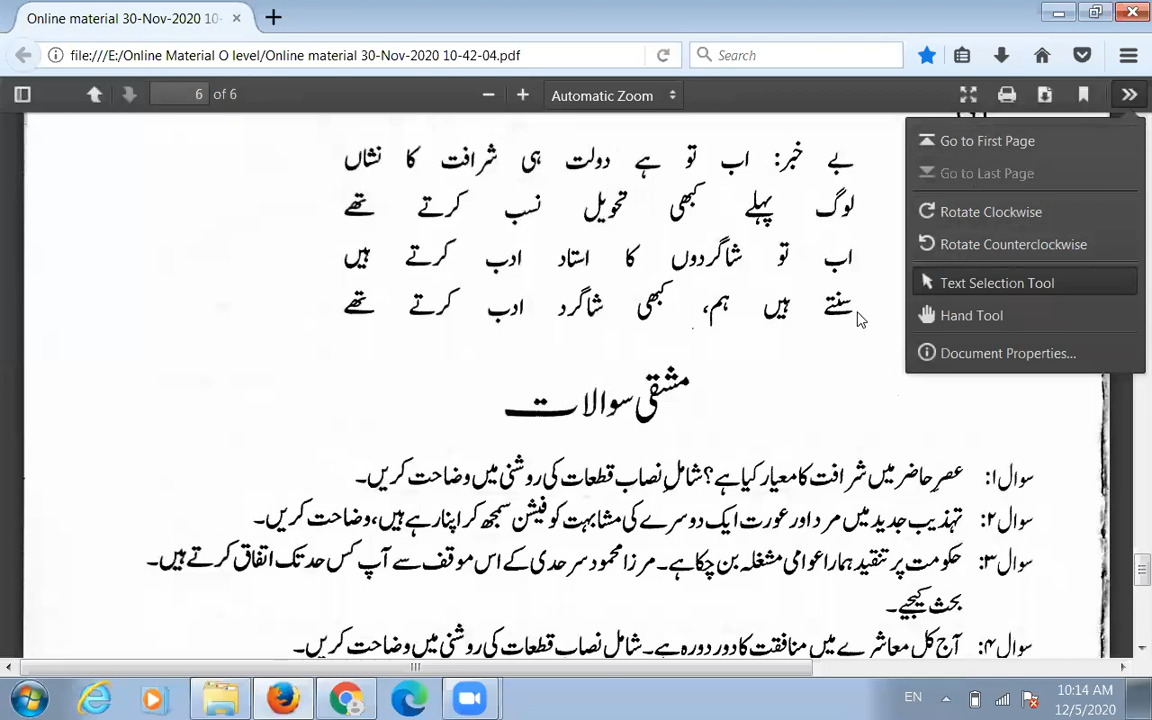 Online material 30-Nov-2020 10-
file:///E:/Online Material O level/Online material 30-Nov-2020 10-42-04.pdf
Search
6 of 6
Automatic Zoom
Go to First Page
Go to Last Page
Rotate Clockwise
Rotate Counterclockwise
Text Selection Tool
Hand Tool
Document Properties...
بے خبر: اب تو ہے دولت ہی شرافت کا نشاں
لوگ پہلے کبھی تحویل نسب کرتے تھے
اب تو شاگردوں کا استاد ادب کرتے ہیں
سنتے ہیں ہم، کبھی شاگرد ادب کرتے تھے
مشقی سوالات
سوال۱: عصرِ حاضر میں شرافت کا معیار کیا ہے؟ شاملِ نصاب قطعات کی روشنی میں وضاحت کریں۔
سوال۲: تہذیب جدید میں مرد اور عورت ایک دوسرے کی مشابہت کو فیشن سمجھ کر اپنا رہے ہیں، وضاحت کریں۔
سوال۳: حکومت پر تنقید ہمارا عوامی مشغلہ بن چکا ہے۔ مرزا محمود سرحدی کے اس موقف سے آپ کس حد تک اتفاق کرتے ہیں۔
بحث کیجیے۔
سوال۴: آج کل معاشرے میں منافقت کا دور دورہ ہے۔ شامل نصاب قطعات کی روشنی میں وضاحت کریں۔
EN
10:14 AM
12/5/2020